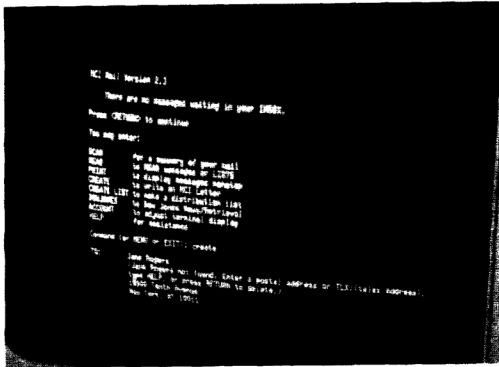 MCI Mail Version 2.
There are no messages waiting in your INBOX.
Press <RETURN> to continue
You may enter:
SCAN for a summary of your mail
READ to READ messages or LISTS
PRINT to display messages nonstop
CREATE to write an MCI Letter
CREATE LIST to make a distribution list
DOWJONES to Dow Jones News/Retrieval
ACCOUNT to adjust terminal display
HELP for assistance
Command (or MENU or EXIT): create
TO: Jane Rogers
Jane Rogers not found. Enter a postal address or TLX:(telex address).
Type HELP, or press RETURN to delete.)
Tenth Avenue
New York,